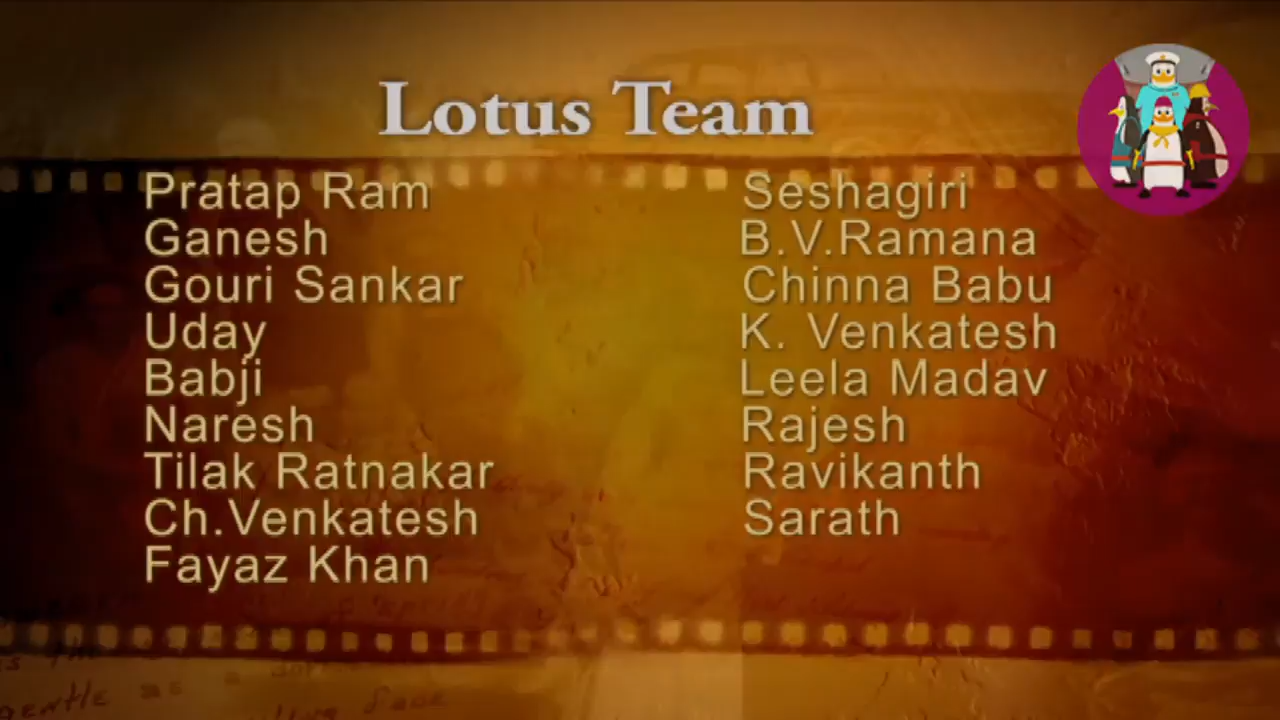 Lotus Team
Pratap Ram
Ganesh
Gouri Sankar
Uday
Babji
Naresh
Tilak Ratnakar
Ch.Venkatesh
Fayaz Khan
Seshagiri
B.V.Ramana
Chinna Babu
K. Venkatesh
Leela Madav
Rajesh
Ravikanth
Sarath